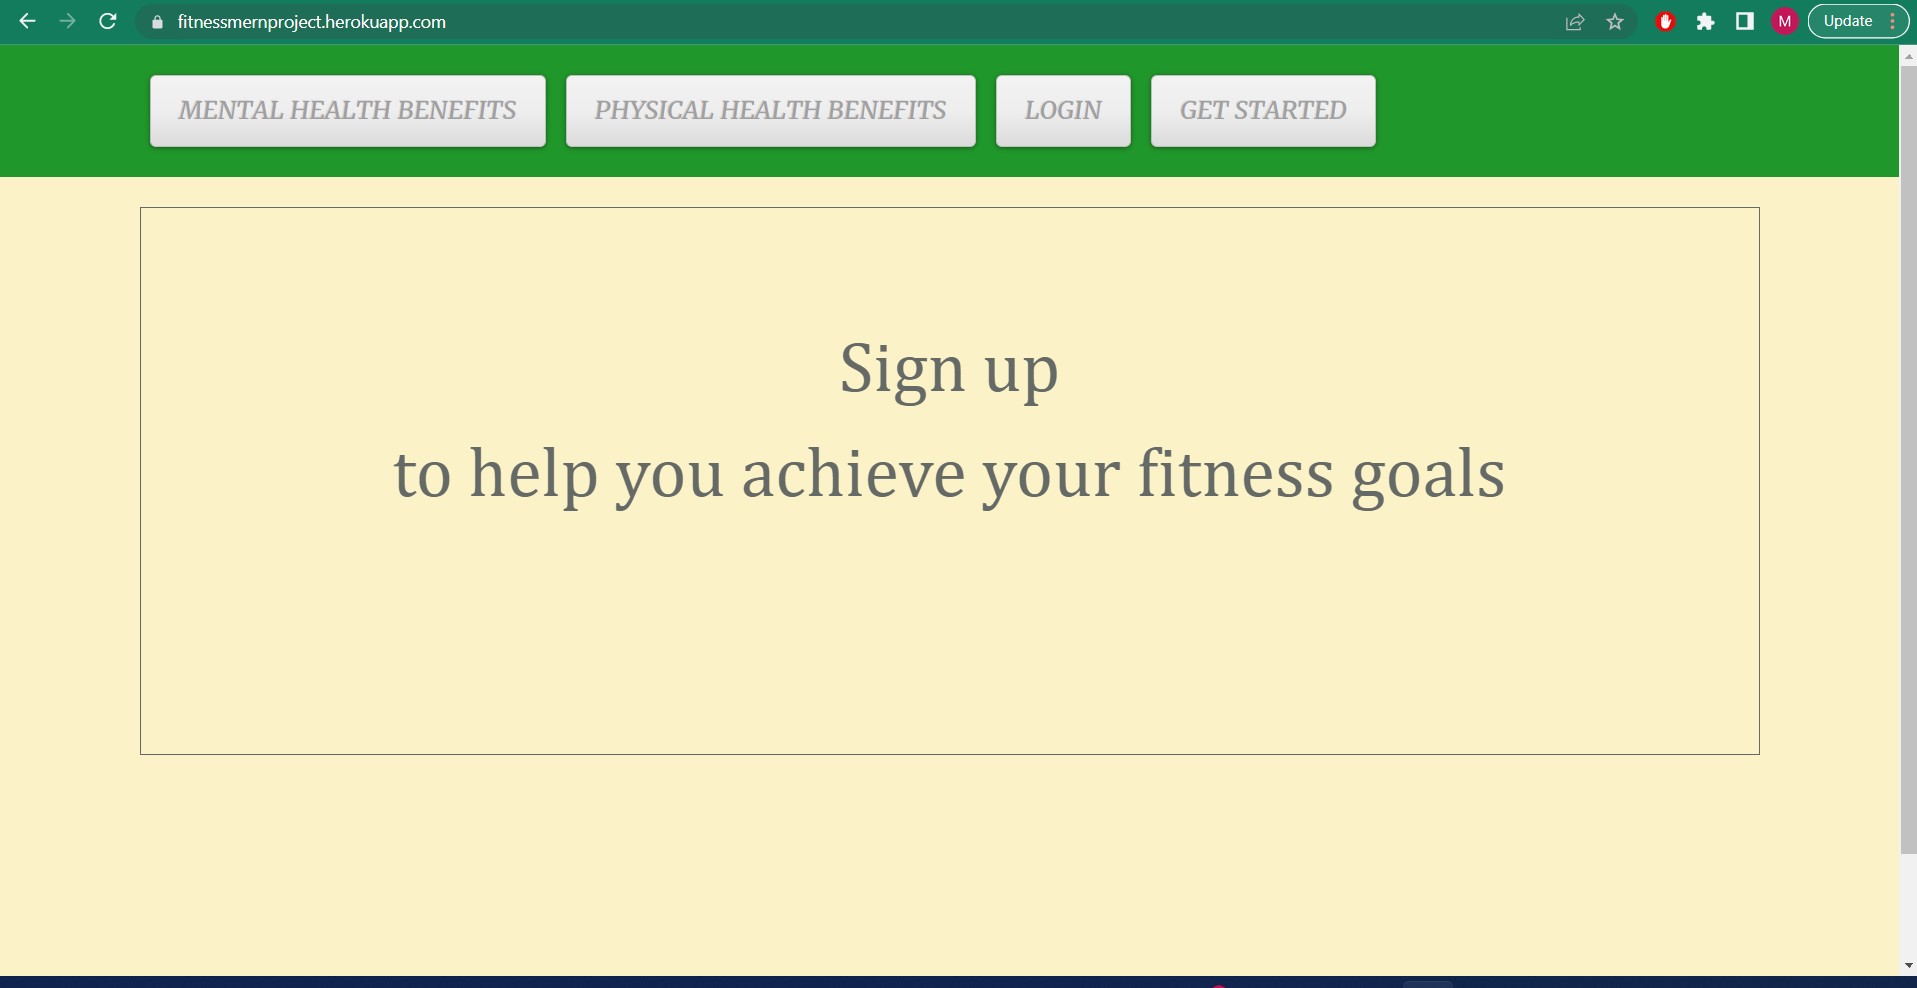 fitnessmernproject.herokuapp.com
M
Update
MENTAL HEALTH BENEFITS
PHYSICAL HEALTH BENEFITS
LOGIN
GET STARTED
Sign up
to help you achieve your fitness goals